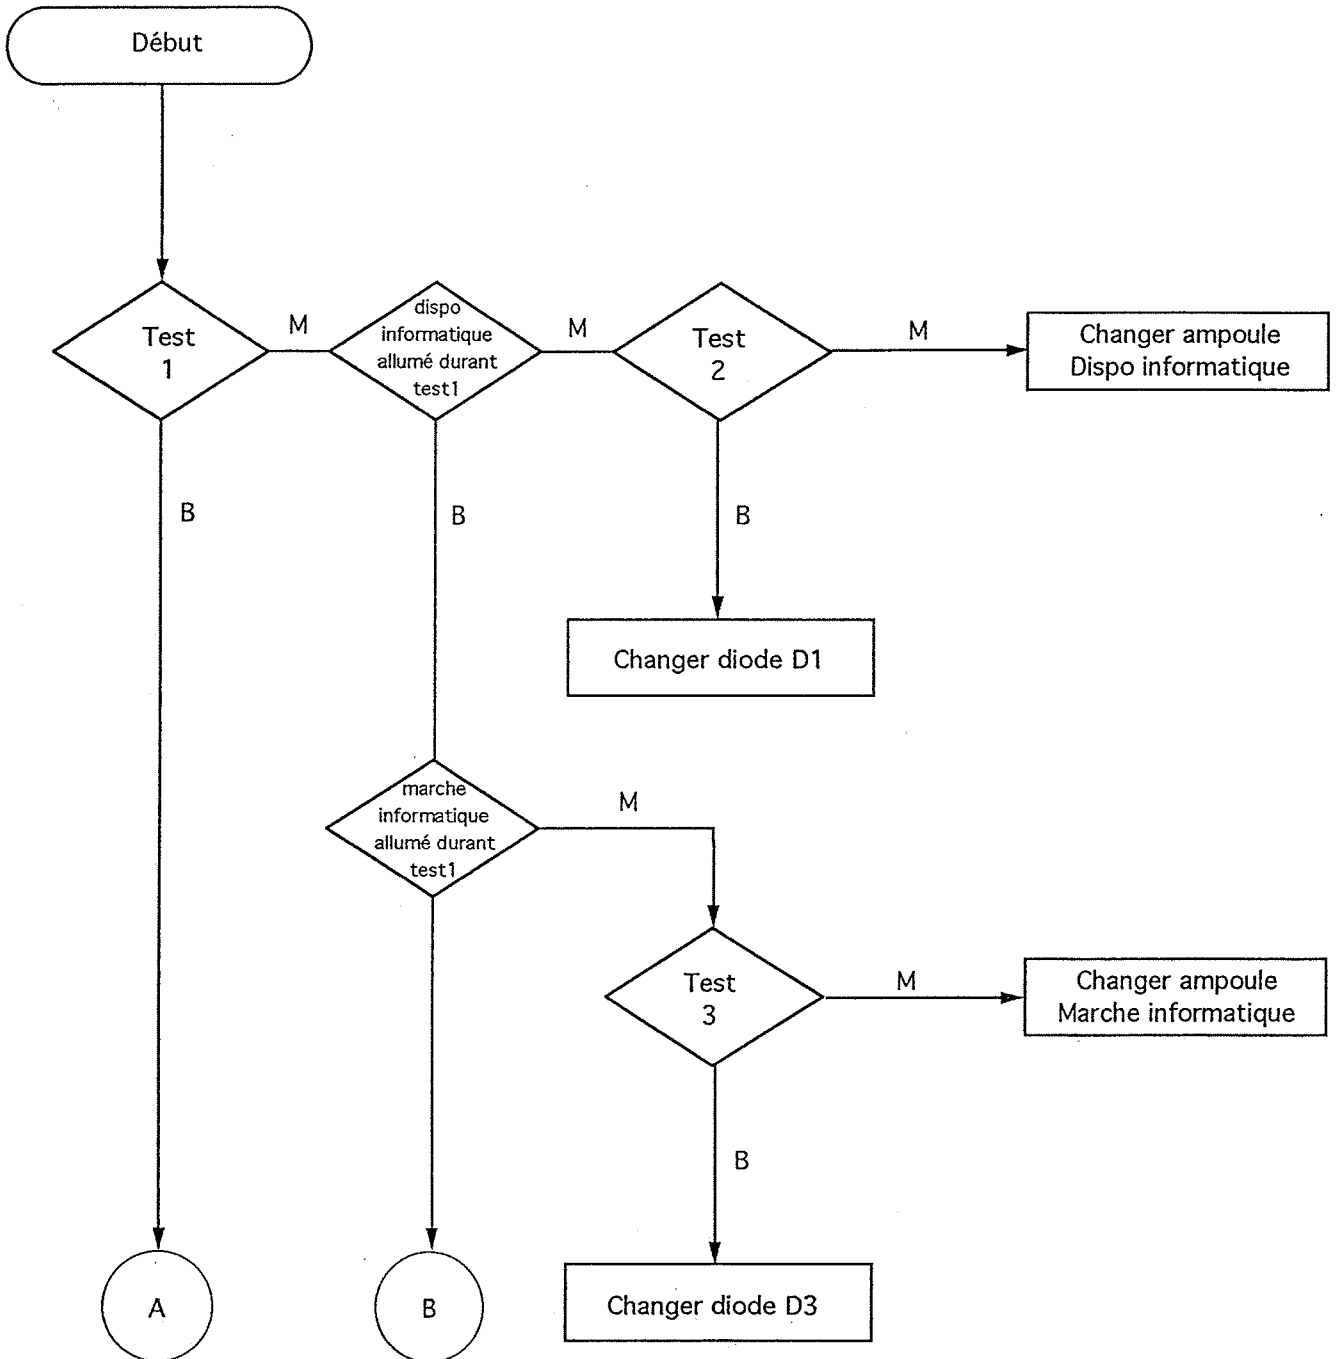 Début
Test
1
M
dispo
informatique
allumé durant
test1
M
Test
2
M
Changer ampoule
Dispo informatique
B
B
B
Changer diode D1
marche
informatique
allumé durant
test1
M
Test
3
M
Changer ampoule
Marche informatique
B
A
B
Changer diode D3